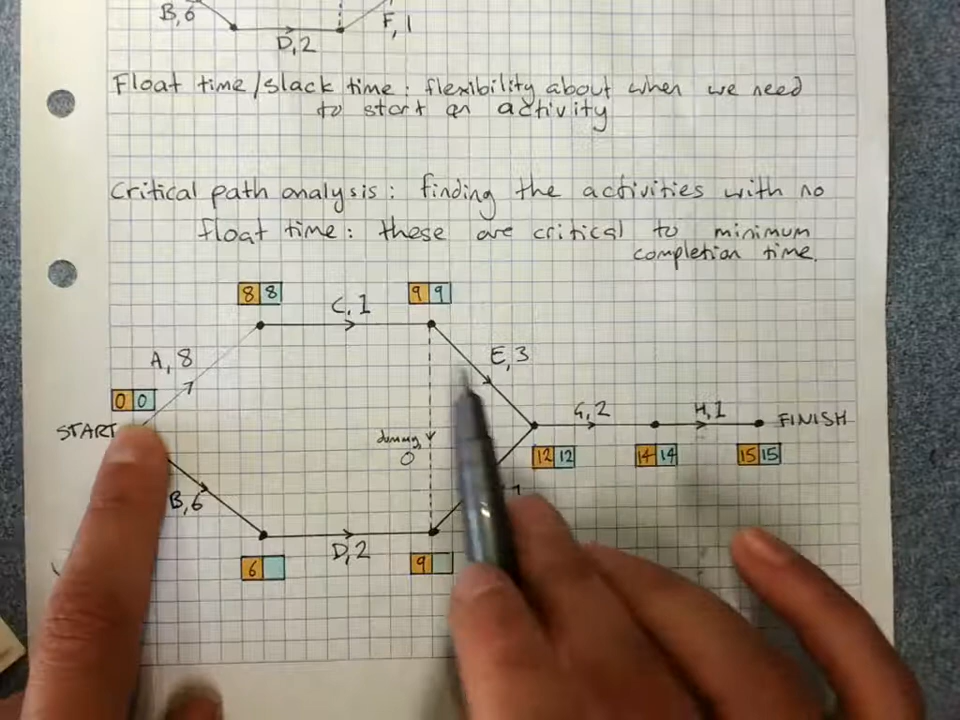 B, 6
F, 1
D, 2
Float time/slack time: flexibility about when we need
to start an activity
Critical path analysis: finding the activities with no
float time: these are critical to minimum
completion time.
8 8
C, 1
9 9
A, 8
E, 3
0 0
START
G, 2
H, 1
FINISH
dummy
0
12 12
14 14
15 15
B, 6
D, 2
6
9